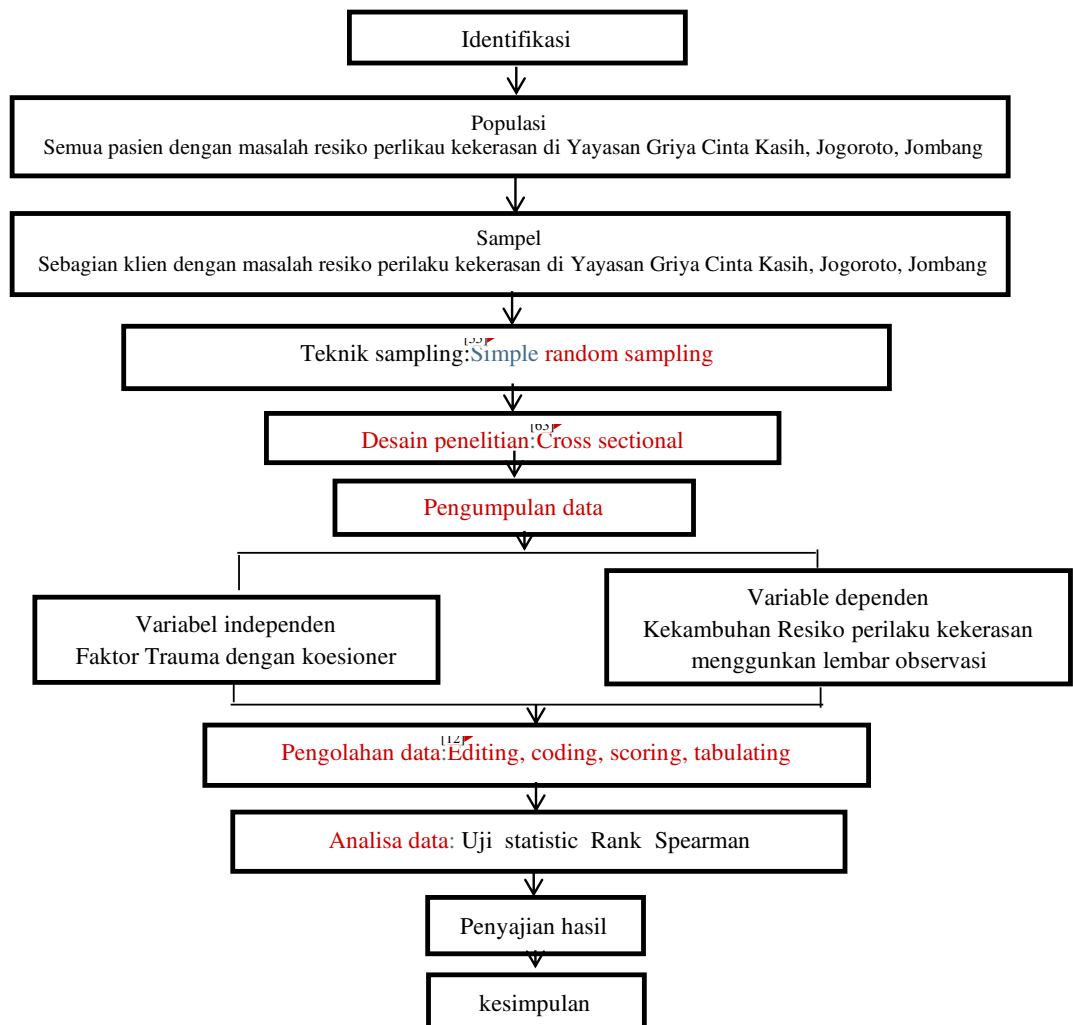 Identifikasi
Populasi
Semua pasien dengan masalah resiko perlikau kekerasan di Yayasan Griya Cinta Kasih, Jogoroto, Jombang
Sampel
Sebagian klien dengan masalah resiko perilaku kekerasan di Yayasan Griya Cinta Kasih, Jogoroto, Jombang
Teknik sampling:Simple random sampling
Desain penelitian:Cross sectional
Pengumpulan data
Variabel independen
Faktor Trauma dengan koesioner
Variable dependen
Kekambuhan Resiko perilaku kekerasan
menggunkan lembar observasi
Pengolahan data:Editing, coding, scoring, tabulating
Analisa data: Uji statistic Rank Spearman
Penyajian hasil
kesimpulan